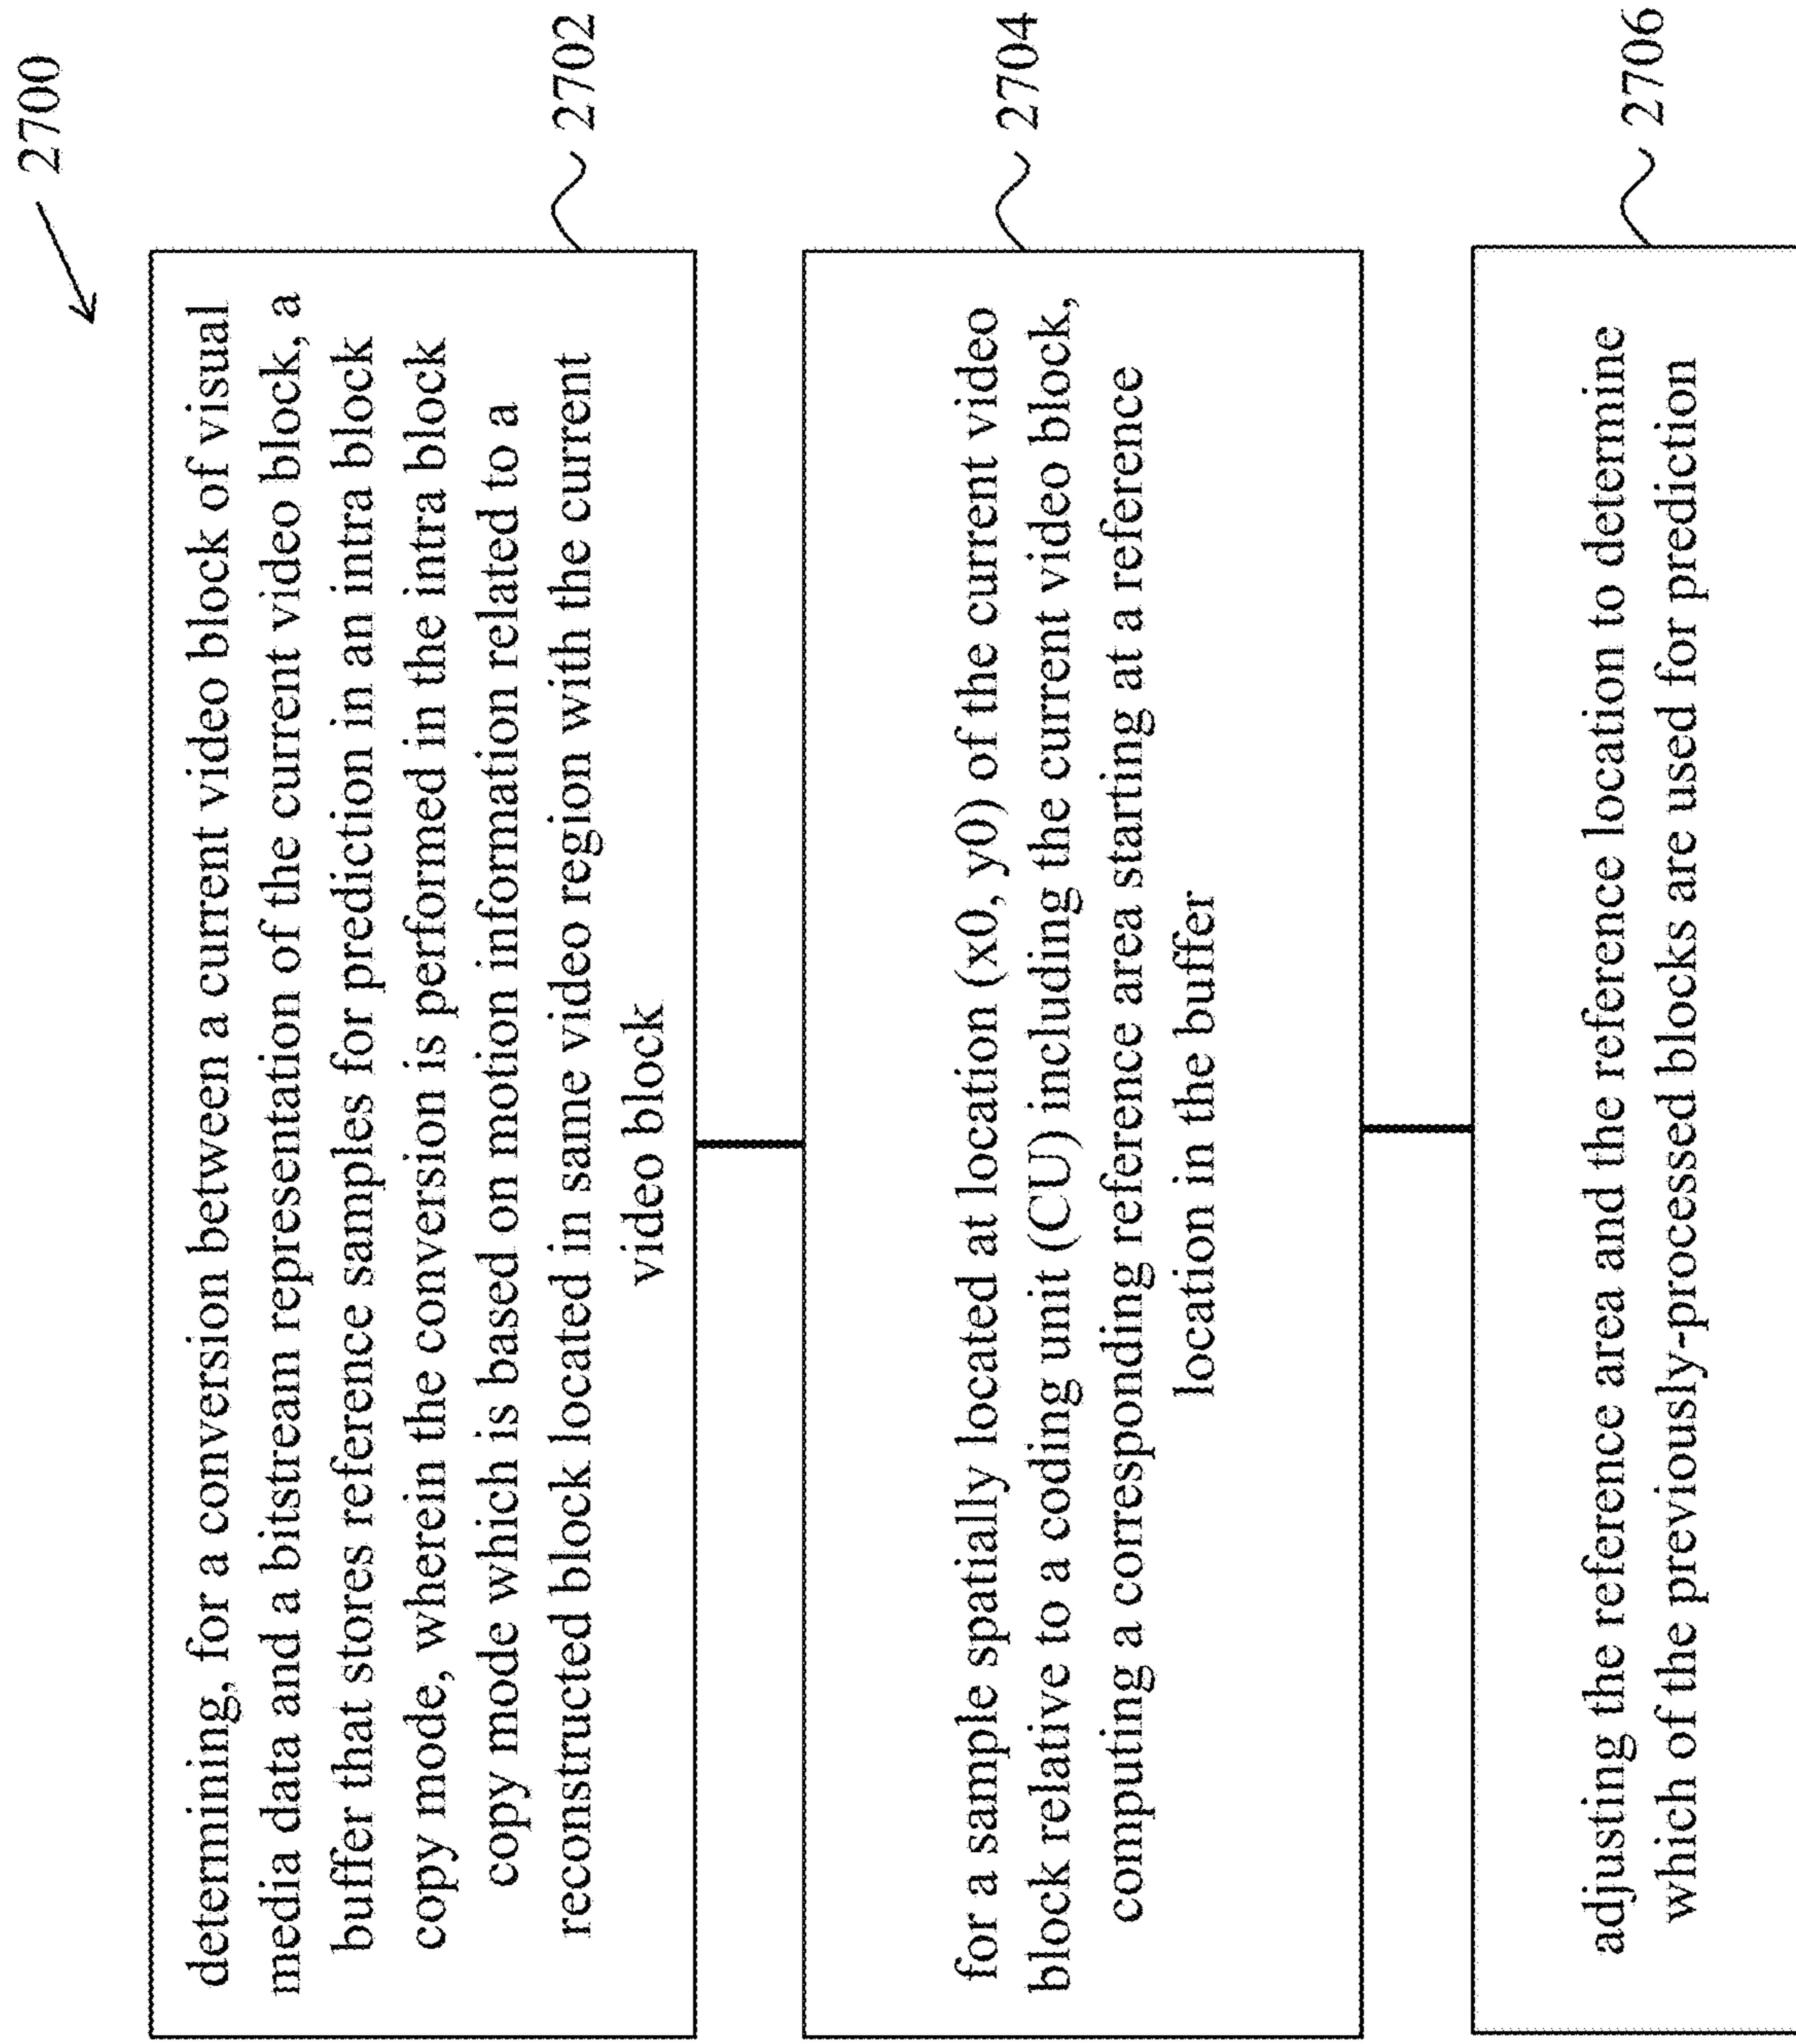 2700
determining, for a conversion between a current video block of visual
media data and a bitstream representation of the current video block, a
buffer that stores reference samples for prediction in an intra block
copy mode, wherein the conversion is performed in the intra block
copy mode which is based on motion information related to a
reconstructed block located in same video region with the current
video block
2702
for a sample spatially located at location (x0, y0) of the current video
block relative to a coding unit (CU) including the current video block,
computing a corresponding reference area starting at a reference
location in the buffer
2704
adjusting the reference area and the reference location to determine
which of the previously-processed blocks are used for prediction
2706